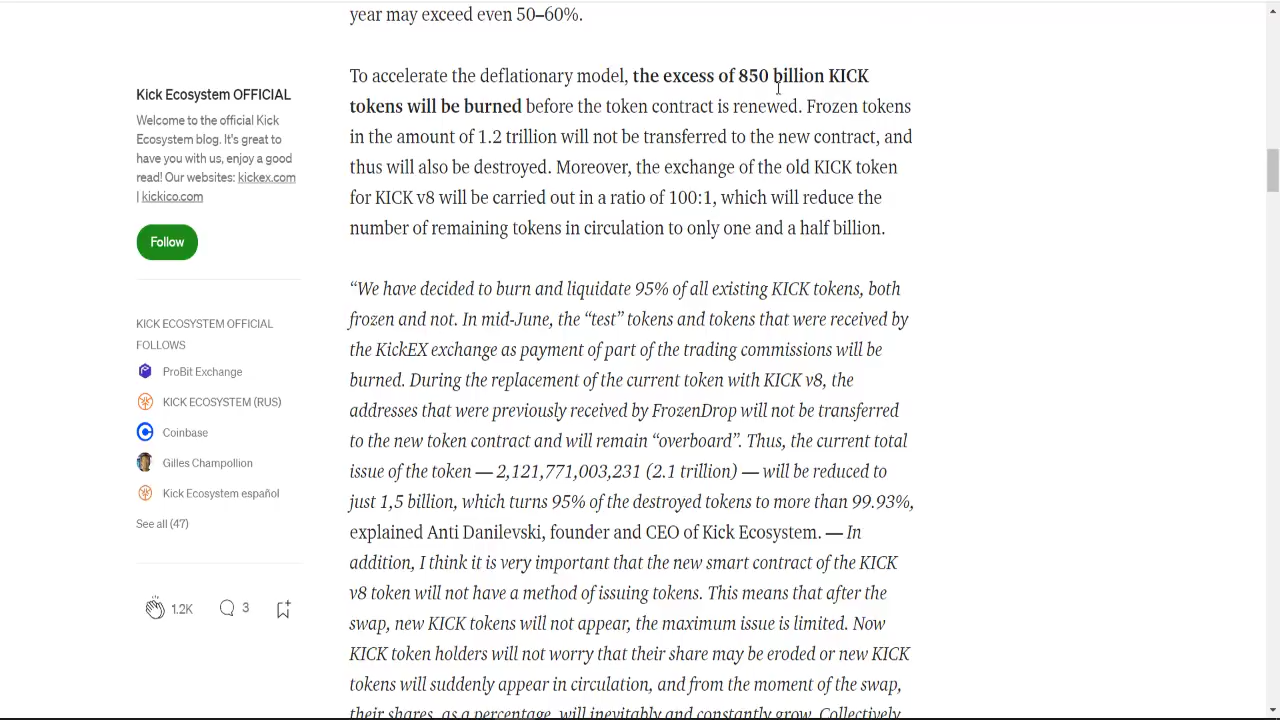 year may exceed even 50–60%.
To accelerate the deflationary model, the excess of 850 billion KICK
tokens will be burned before the token contract is renewed. Frozen tokens
in the amount of 1.2 trillion will not be transferred to the new contract, and
thus will also be destroyed. Moreover, the exchange of the old KICK token
for KICK v8 will be carried out in a ratio of 100:1, which will reduce the
number of remaining tokens in circulation to only one and a half billion.
“We have decided to burn and liquidate 95% of all existing KICK tokens, both
frozen and not. In mid-June, the “test” tokens and tokens that were received by
the KickEX exchange as payment of part of the trading commissions will be
burned. During the replacement of the current token with KICK v8, the
addresses that were previously received by FrozenDrop will not be transferred
to the new token contract and will remain “overboard”. Thus, the current total
issue of the token — 2,121,771,003,231 (2.1 trillion) — will be reduced to
just 1,5 billion, which turns 95% of the destroyed tokens to more than 99.93%,
explained Anti Danilevski, founder and CEO of Kick Ecosystem. — In
addition, I think it is very important that the new smart contract of the KICK
v8 token will not have a method of issuing tokens. This means that after the
swap, new KICK tokens will not appear, the maximum issue is limited. Now
KICK token holders will not worry that their share may be eroded or new KICK
tokens will suddenly appear in circulation, and from the moment of the swap,
their shares, as a percentage, will inevitably and constantly grow. Collectively
Kick Ecosystem OFFICIAL
Welcome to the official Kick
Ecosystem blog. It's great to
have you with us, enjoy a good
read! Our websites: kickex.com
| kickico.com
Follow
KICK ECOSYSTEM OFFICIAL
FOLLOWS
ProBit Exchange
KICK ECOSYSTEM (RUS)
Coinbase
Gilles Champollion
Kick Ecosystem español
See all (47)
1.2K 3